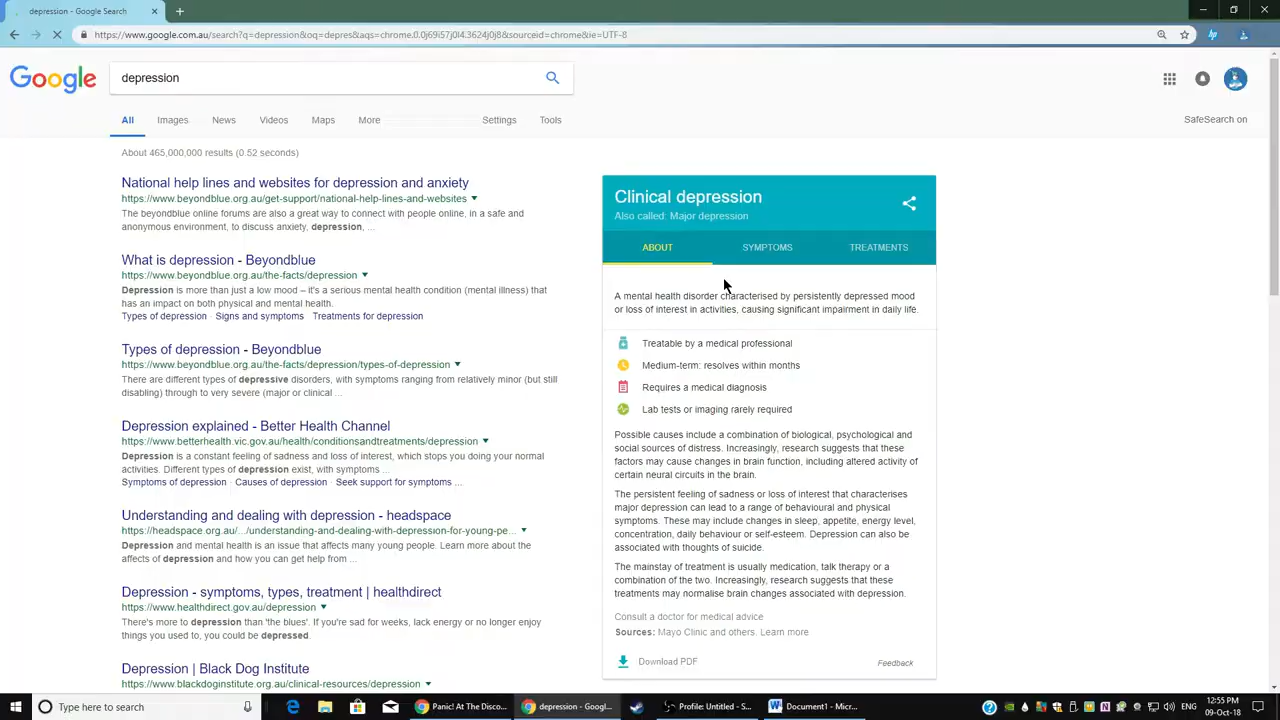 depression - Google Search
https://www.google.com.au/search?q=depression&oq=depres&aqs=chrome.0.0j69i57j0l4.3624j0j8&sourceid=chrome&ie=UTF-8
Google
depression
All Images News Videos Maps More Settings Tools
SafeSearch on
About 465,000,000 results (0.52 seconds)
National help lines and websites for depression and anxiety
https://www.beyondblue.org.au/get-support/national-help-lines-and-websites
The beyondblue online forums are also a great way to connect with people online, in a safe and
anonymous environment, to discuss anxiety, depression, ...
What is depression - Beyondblue
https://www.beyondblue.org.au/the-facts/depression
Depression is more than just a low mood – it's a serious mental health condition (mental illness) that
has an impact on both physical and mental health.
Types of depression · Signs and symptoms · Treatments for depression
Types of depression - Beyondblue
https://www.beyondblue.org.au/the-facts/depression/types-of-depression
There are different types of depressive disorders, with symptoms ranging from relatively minor (but still
disabling) through to very severe (major or clinical ...
Depression explained - Better Health Channel
https://www.betterhealth.vic.gov.au/health/conditionsandtreatments/depression
Depression is a constant feeling of sadness and loss of interest, which stops you doing your normal
activities. Different types of depression exist, with symptoms ...
Symptoms of depression · Causes of depression · Seek support for symptoms ...
Understanding and dealing with depression - headspace
https://headspace.org.au/.../understanding-and-dealing-with-depression-for-young-pe...
Depression and mental health is an issue that affects many young people. Learn more about the
affects of depression and how you can get help from ...
Depression - symptoms, types, treatment | healthdirect
https://www.healthdirect.gov.au/depression
There's more to depression than 'the blues'. If you're sad for weeks, lack energy or no longer enjoy
things you used to, you could be depressed.
Depression | Black Dog Institute
https://www.blackdoginstitute.org.au/clinical-resources/depression
Clinical depression
Also called: Major depression
ABOUT SYMPTOMS TREATMENTS
A mental health disorder characterised by persistently depressed mood
or loss of interest in activities, causing significant impairment in daily life.
Treatable by a medical professional
Medium-term: resolves within months
Requires a medical diagnosis
Lab tests or imaging rarely required
Possible causes include a combination of biological, psychological and
social sources of distress. Increasingly, research suggests that these
factors may cause changes in brain function, including altered activity of
certain neural circuits in the brain.
The persistent feeling of sadness or loss of interest that characterises
major depression can lead to a range of behavioural and physical
symptoms. These may include changes in sleep, appetite, energy level,
concentration, daily behaviour or self-esteem. Depression can also be
associated with thoughts of suicide.
The mainstay of treatment is usually medication, talk therapy or a
combination of the two. Increasingly, research suggests that these
treatments may normalise brain changes associated with depression.
Consult a doctor for medical advice
Sources: Mayo Clinic and others. Learn more
Download PDF
Feedback
Type here to search
Panic! At The Disco...
depression - Googl...
Profile: Untitled - S...
Document1 - Micr...
ENG
12:55 PM
09-Oct-18